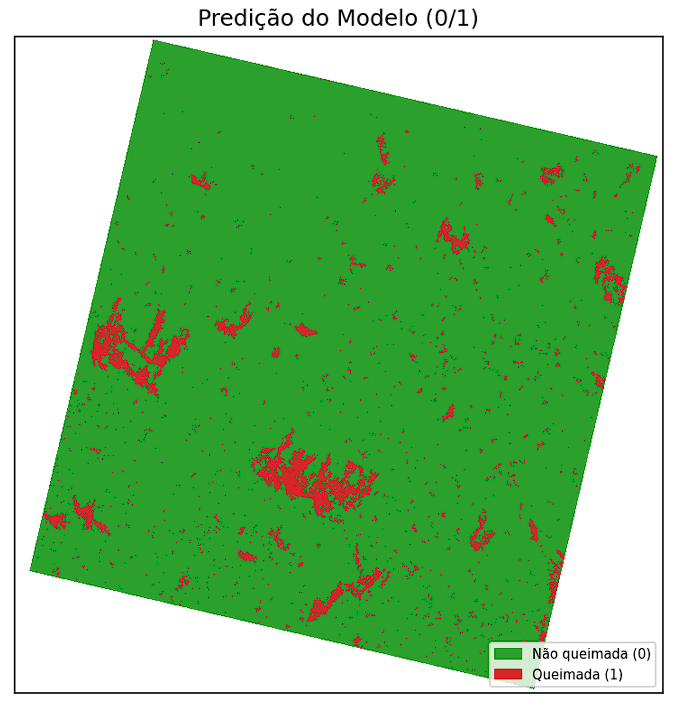 Predição do Modelo (0/1)
Não queimada (0)
Queimada (1)